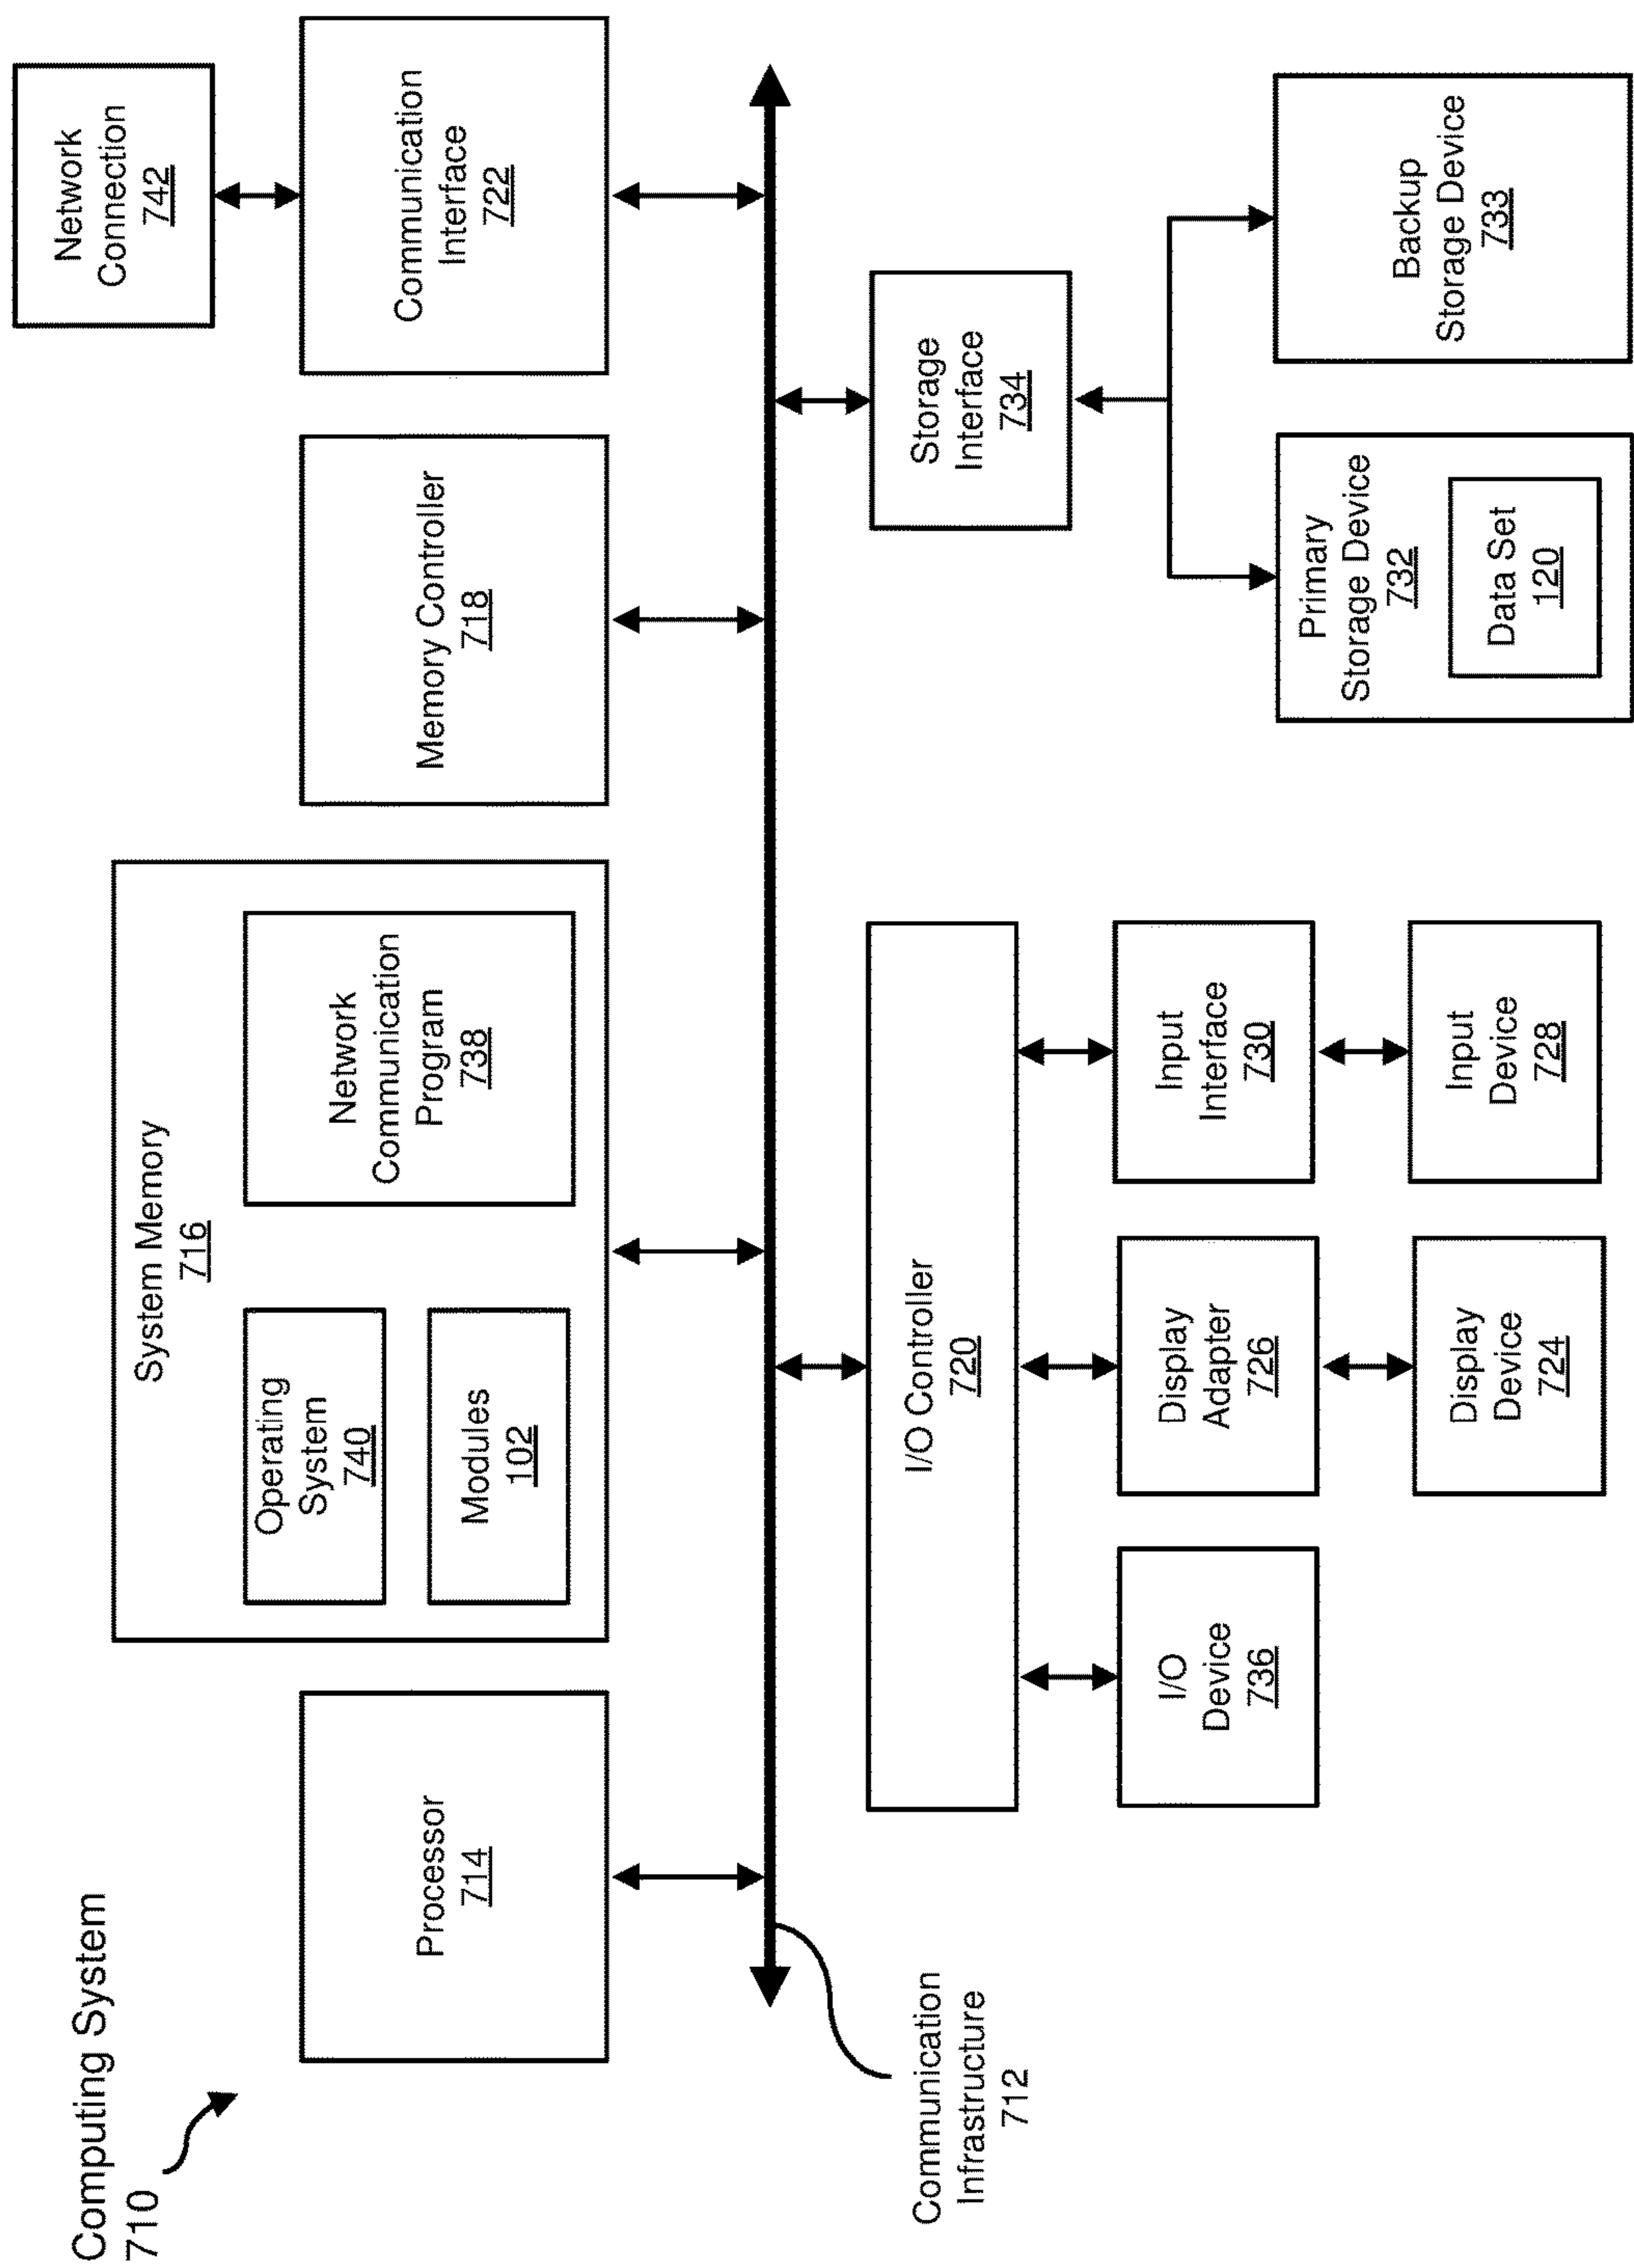 Computing System
710
Processor
714
System Memory
716
Operating
System
740
Modules
102
Network
Communication
Program
738
Memory Controller
718
Communication
Interface
722
Network
Connection
742
Communication
Infrastructure
712
I/O Controller
720
I/O
Device
736
Display
Adapter
726
Input
Interface
730
Display
Device
724
Input
Device
728
Storage
Interface
734
Primary
Storage Device
732
Data Set
120
Backup
Storage Device
733